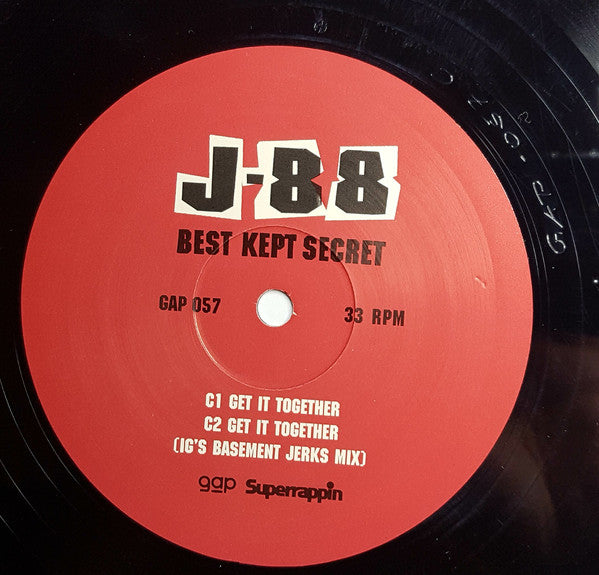 J-88
BEST KEPT SECRET
GAP 057
33 RPM
C1 GET IT TOGETHER
C2 GET IT TOGETHER
(IG'S BASEMENT JERKS MIX)
gap Superrappin